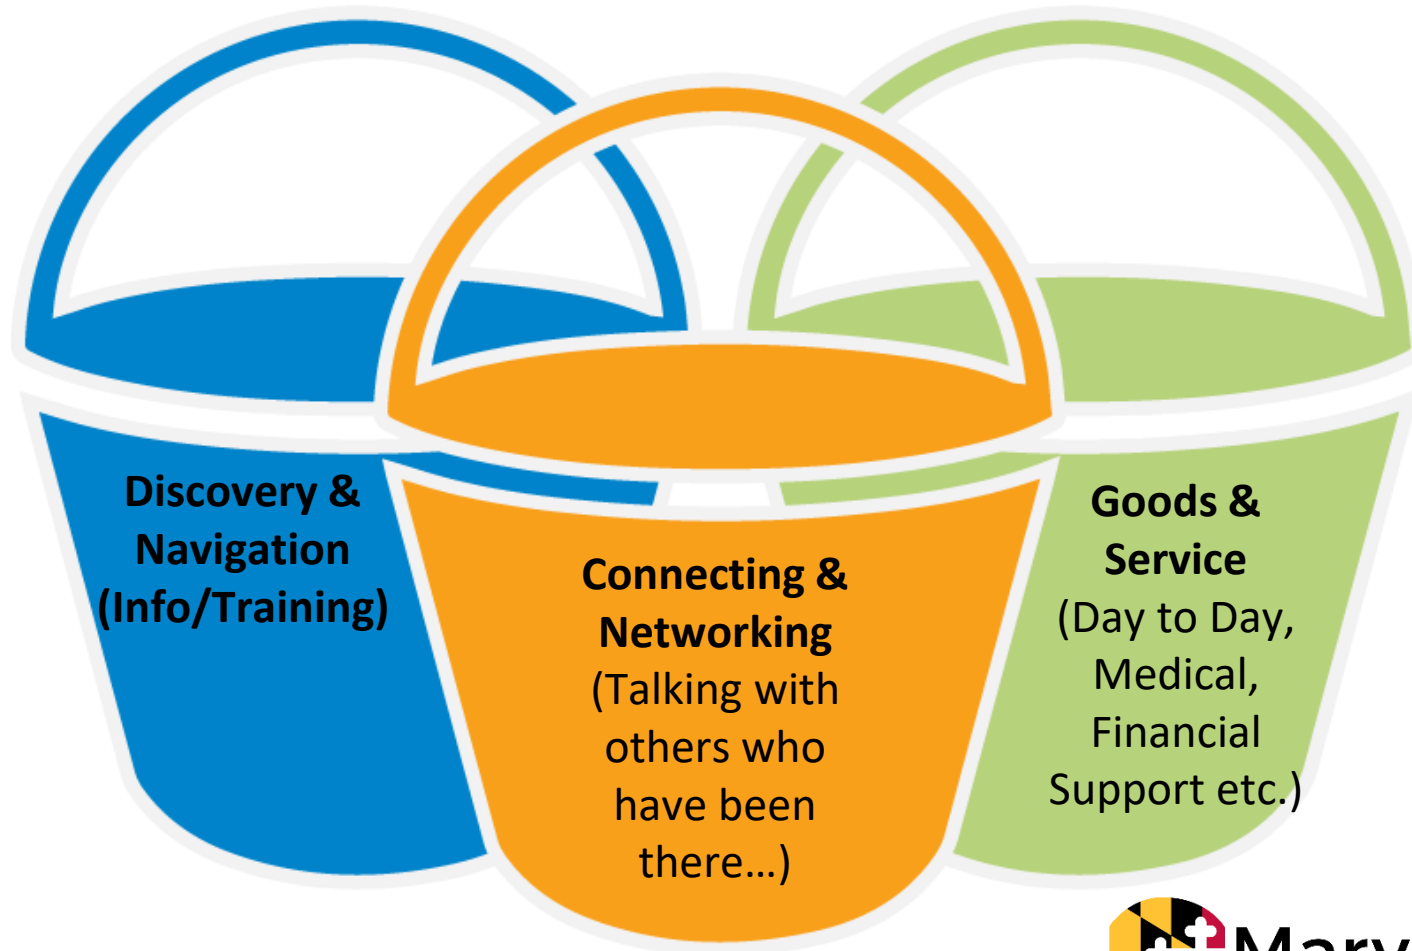 Discovery &
Navigation
(Info/Training)
Connecting &
Networking
(Talking with
others who
have been
there…)
Goods &
Service
(Day to Day,
Medical,
Financial
Support etc.)